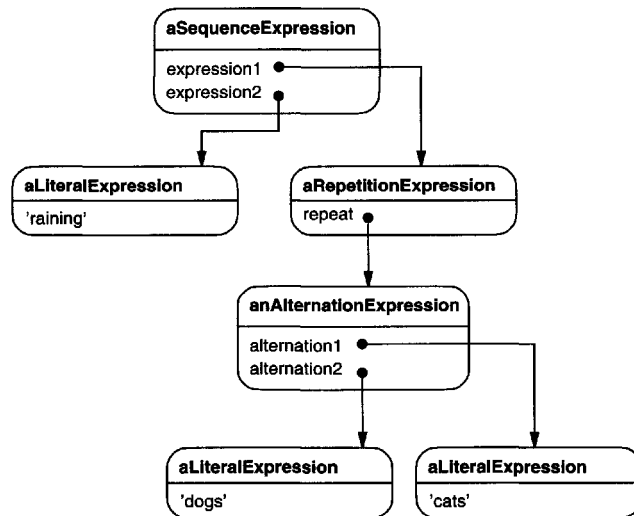 aSequenceExpression
expression1
expression2
aLiteralExpression
'raining'
aRepetitionExpression
repeat
anAlternationExpression
alternation1
alternation2
aLiteralExpression
'dogs'
aLiteralExpression
'cats'